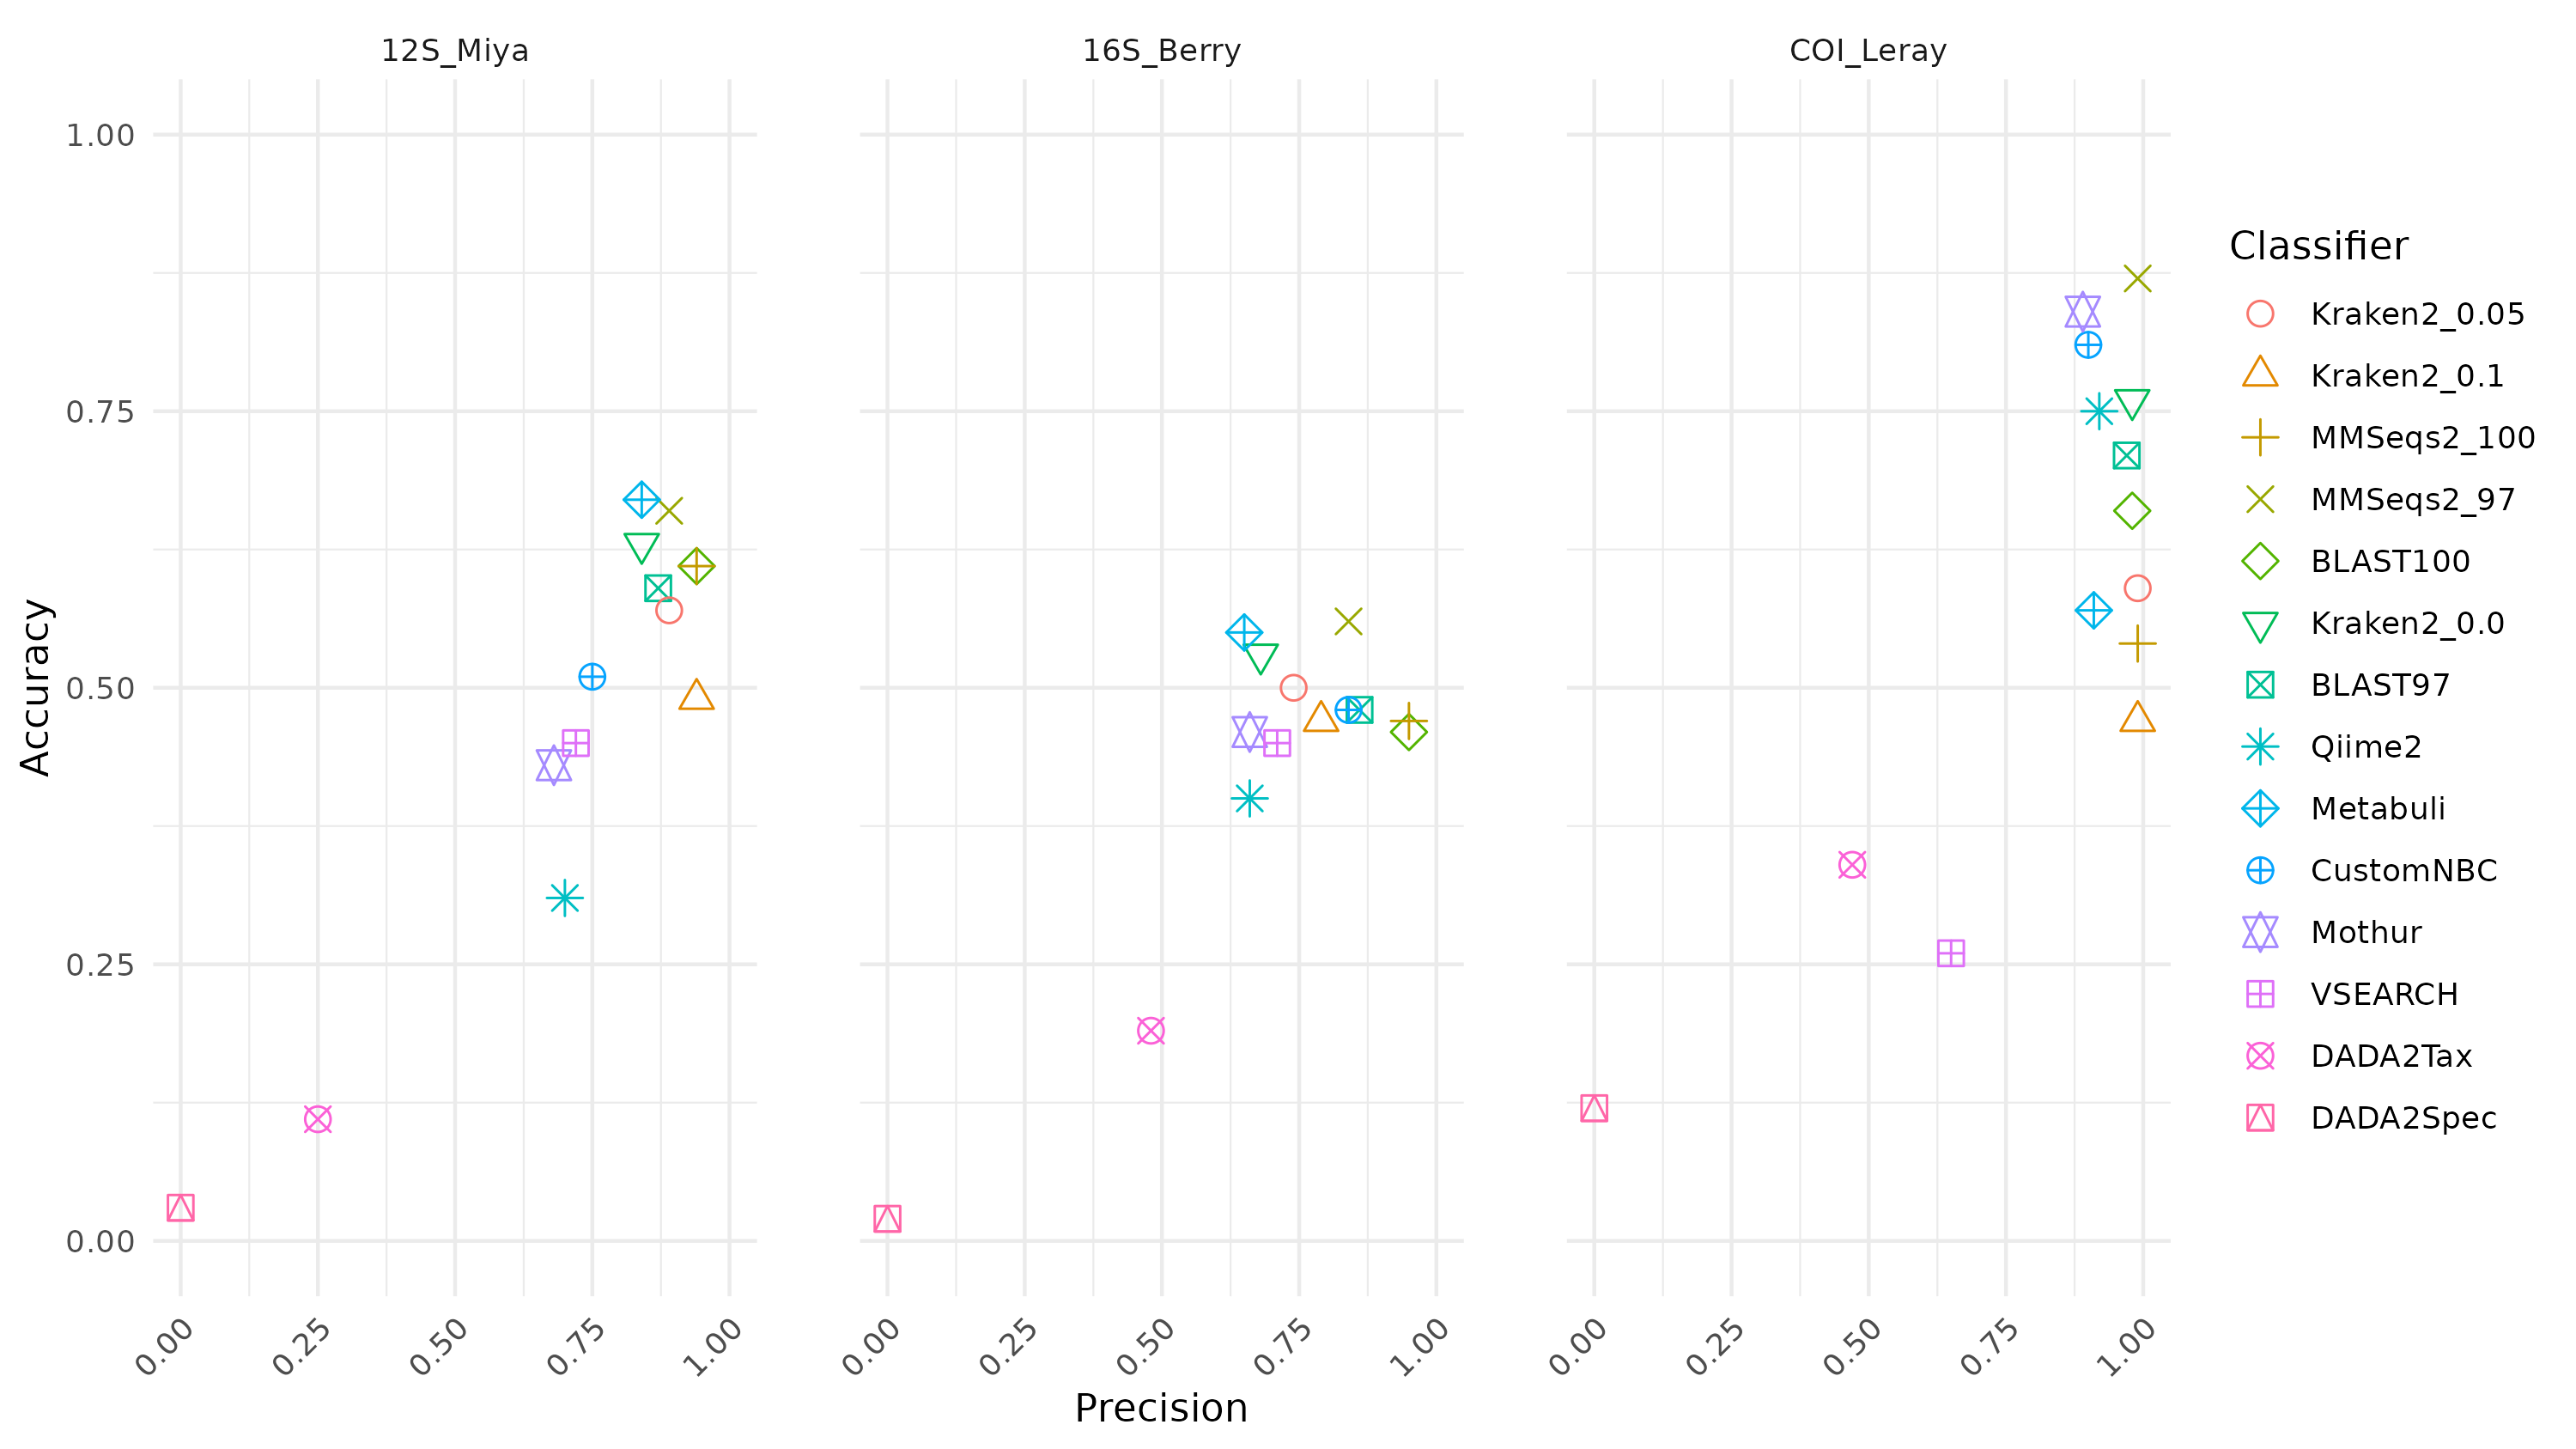 12S_Miya
16S_Berry
COI_Leray
1.00
0.75
0.50
0.25
0.00
Accuracy
0.00
0.25
0.50
0.75
1.00
0.00
0.25
0.50
0.75
1.00
0.00
0.25
0.50
0.75
1.00
Precision
Classifier
Kraken2_0.05
Kraken2_0.1
MMSeqs2_100
MMSeqs2_97
BLAST100
Kraken2_0.0
BLAST97
Qiime2
Metabuli
CustomNBC
Mothur
VSEARCH
DADA2Tax
DADA2Spec